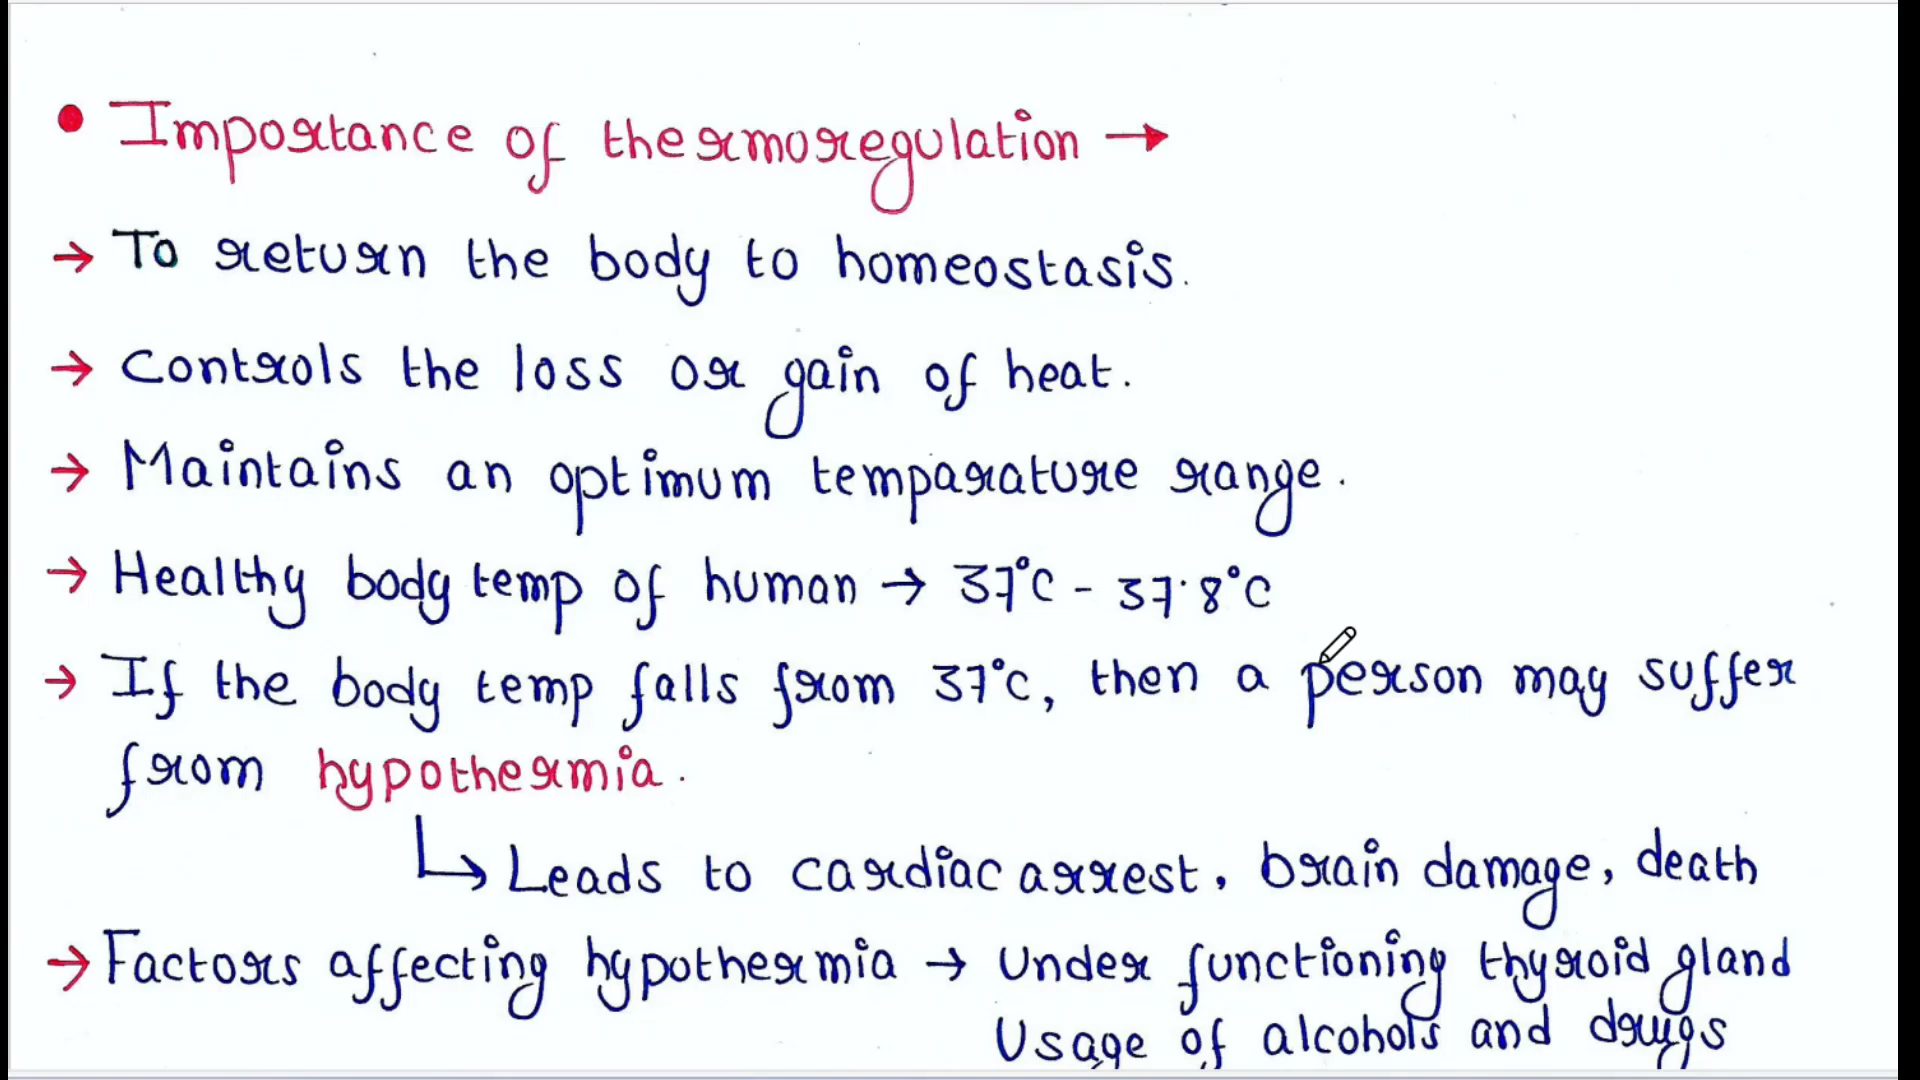 • Importance of thermoregulation →
→ To return the body to homeostasis.
→ Controls the loss or gain of heat.
→ Maintains an optimum temparature range.
→ Healthy body temp of human → 37°C - 37.8°C
→ If the body temp falls from 37°C, then a person may suffer
from hypothermia.
↳ Leads to cardiac arrest, brain damage, death
→ Factors affecting hypothermia → Under functioning thyroid gland
Usage of alcohols and drugs